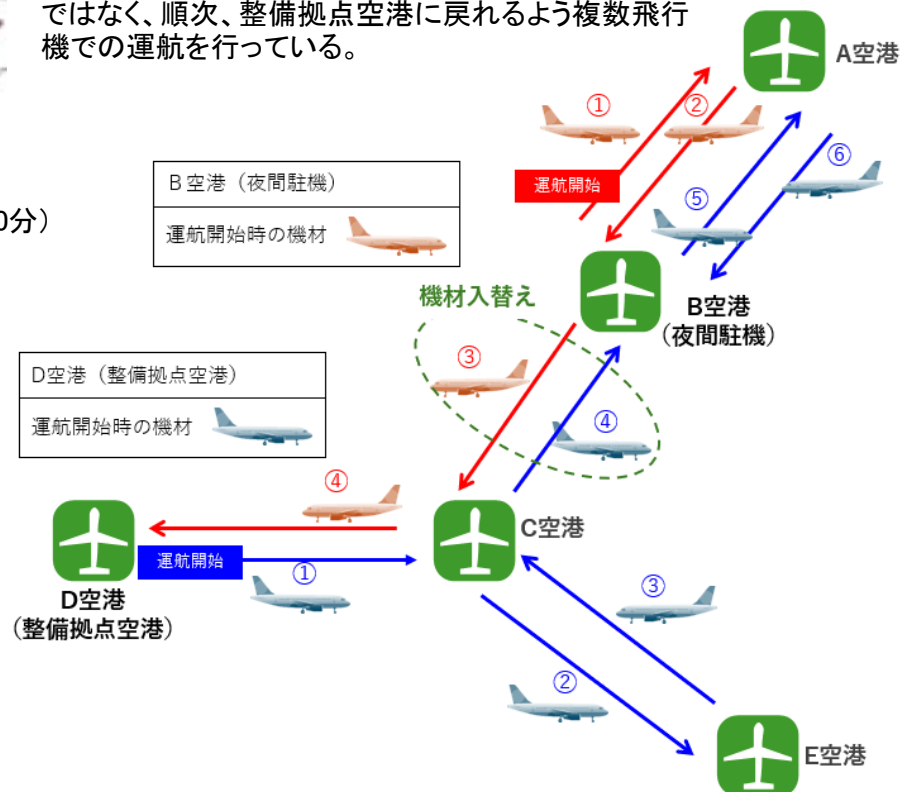 ではなく、順次、整備拠点空港に戻れるよう複数飛行
機での運航を行っている。
A空港
①
②
⑥
運航開始
⑤
B空港（夜間駐機）
運航開始時の機材
0分）
機材入替え
B空港
（夜間駐機）
③
④
D空港（整備拠点空港）
運航開始時の機材
④
C空港
運航開始
①
③
D空港
（整備拠点空港）
②
E空港